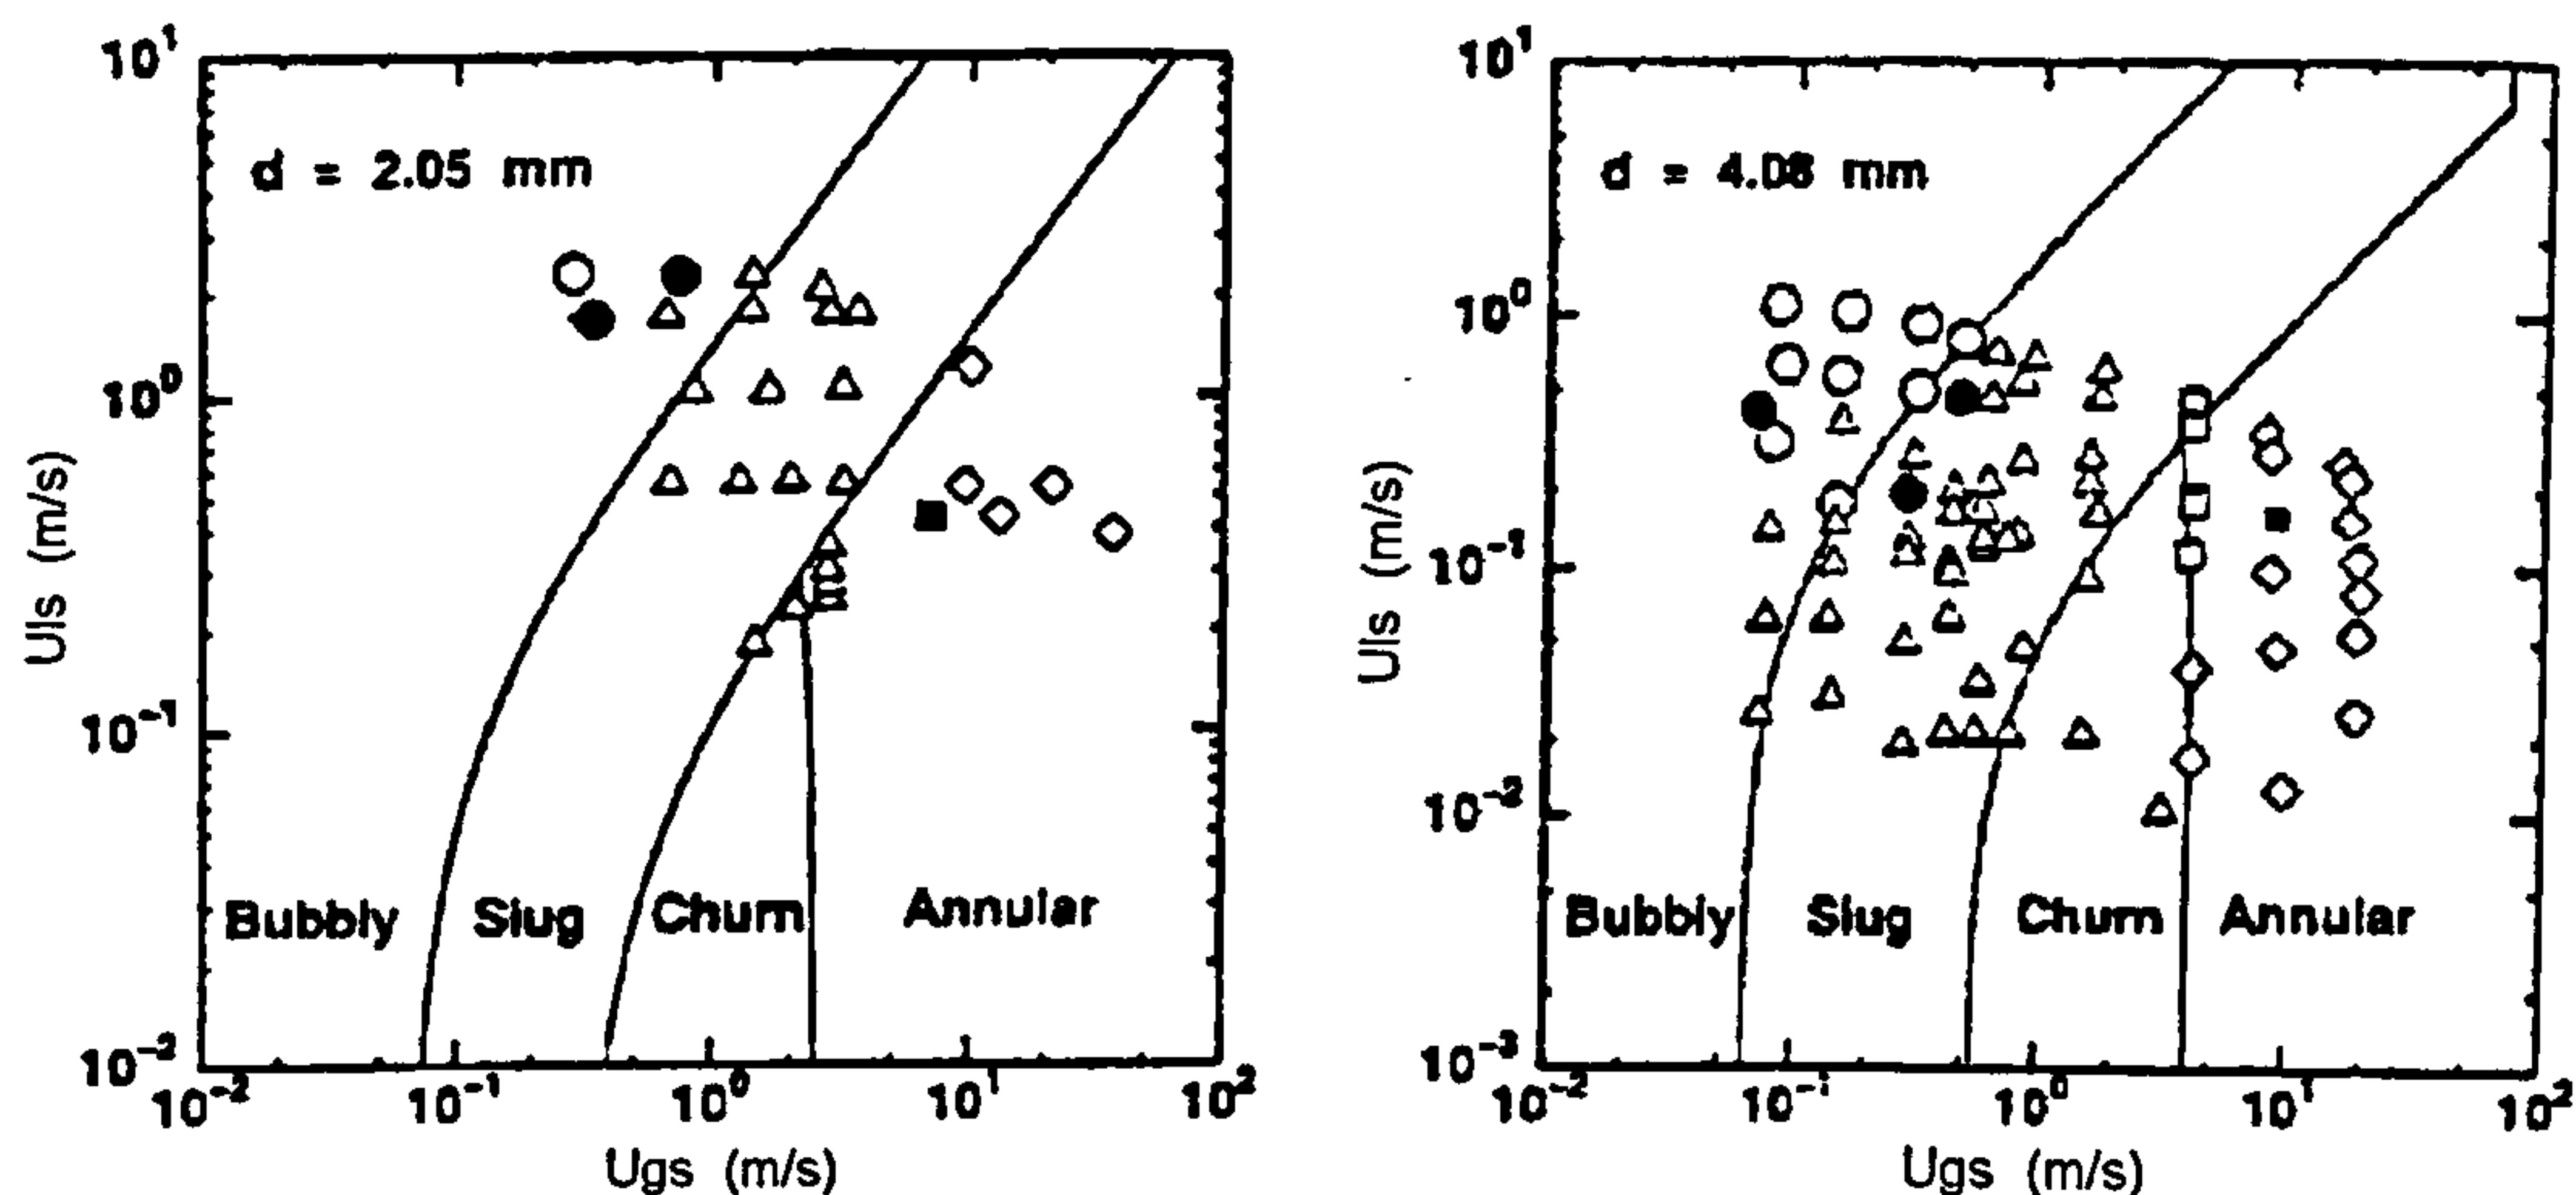 10¹
d = 2.05 mm
10⁰
10⁻¹
10⁻²
Uls (m/s)
Bubbly Slug Churn Annular
10⁻² 10⁻¹ 10⁰ 10¹ 10²
Ugs (m/s)
10¹
d = 4.08 mm
10⁰
10⁻¹
10⁻²
10⁻³
Uls (m/s)
Bubbly Slug Churn Annular
10⁻² 10⁻¹ 10⁰ 10¹ 10²
Ugs (m/s)